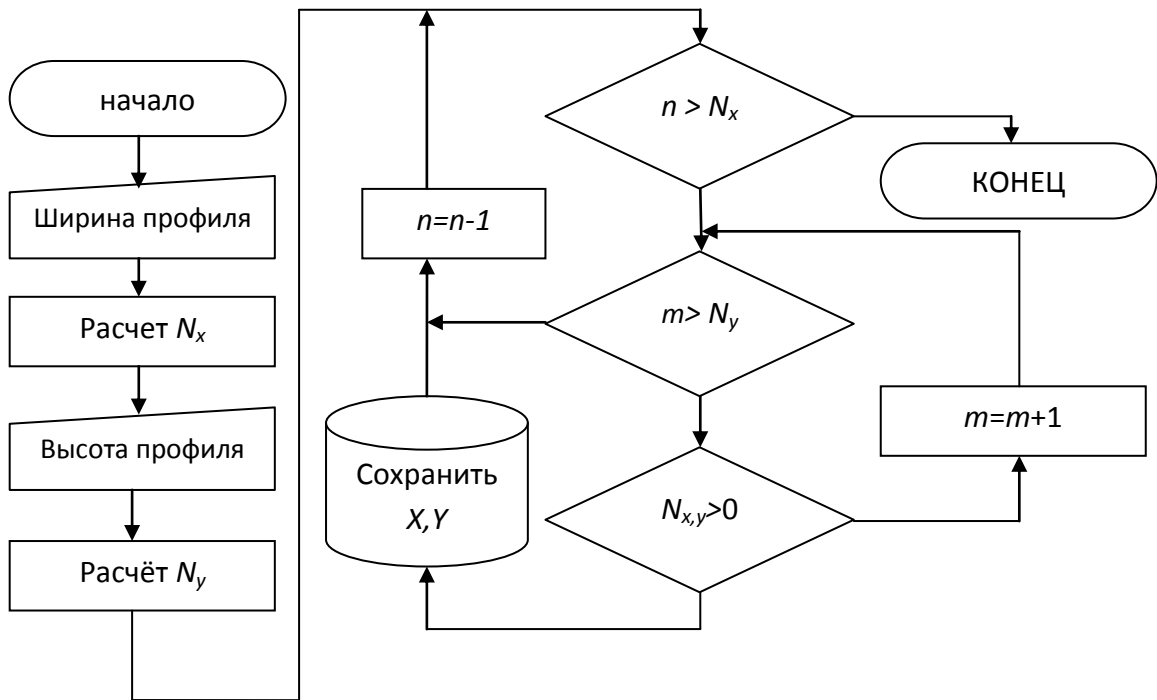 начало
Ширина профиля
Расчет Nx
Высота профиля
Расчёт Ny
n > Nx
КОНЕЦ
n=n-1
m> Ny
m=m+1
Сохранить
X,Y
Nx,y>0